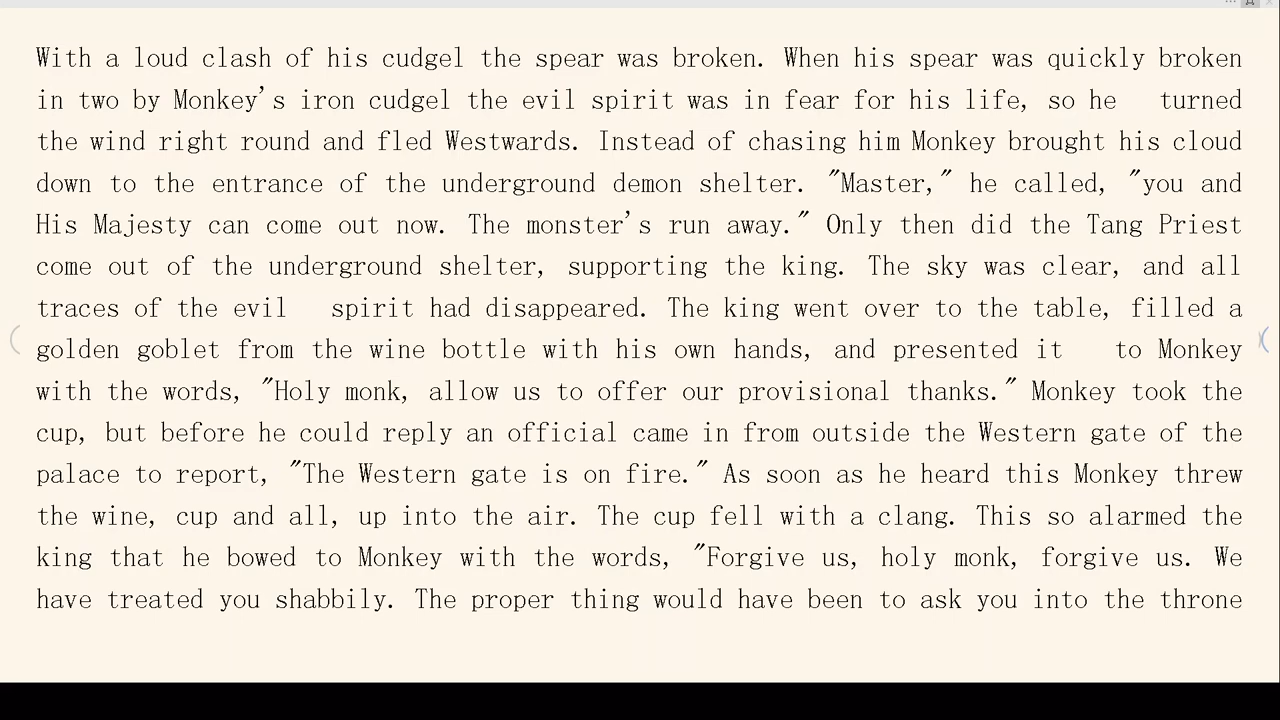 With a loud clash of his cudgel the spear was broken. When his spear was quickly broken
in two by Monkey's iron cudgel the evil spirit was in fear for his life, so he turned
the wind right round and fled Westwards. Instead of chasing him Monkey brought his cloud
down to the entrance of the underground demon shelter. "Master," he called, "you and
His Majesty can come out now. The monster's run away." Only then did the Tang Priest
come out of the underground shelter, supporting the king. The sky was clear, and all
traces of the evil spirit had disappeared. The king went over to the table, filled a
golden goblet from the wine bottle with his own hands, and presented it to Monkey
with the words, "Holy monk, allow us to offer our provisional thanks." Monkey took the
cup, but before he could reply an official came in from outside the Western gate of the
palace to report, "The Western gate is on fire." As soon as he heard this Monkey threw
the wine, cup and all, up into the air. The cup fell with a clang. This so alarmed the
king that he bowed to Monkey with the words, "Forgive us, holy monk, forgive us. We
have treated you shabbily. The proper thing would have been to ask you into the throne